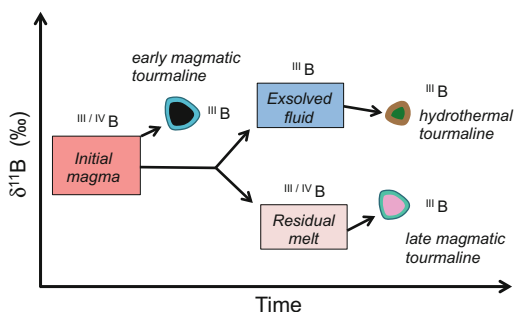 δ¹¹B (‰)
early magmatic
tourmaline
III / IV B
III B
Initial
magma
III B
Exsolved
fluid
III B
hydrothermal
tourmaline
III / IV B
Residual
melt
III B
late magmatic
tourmaline
Time